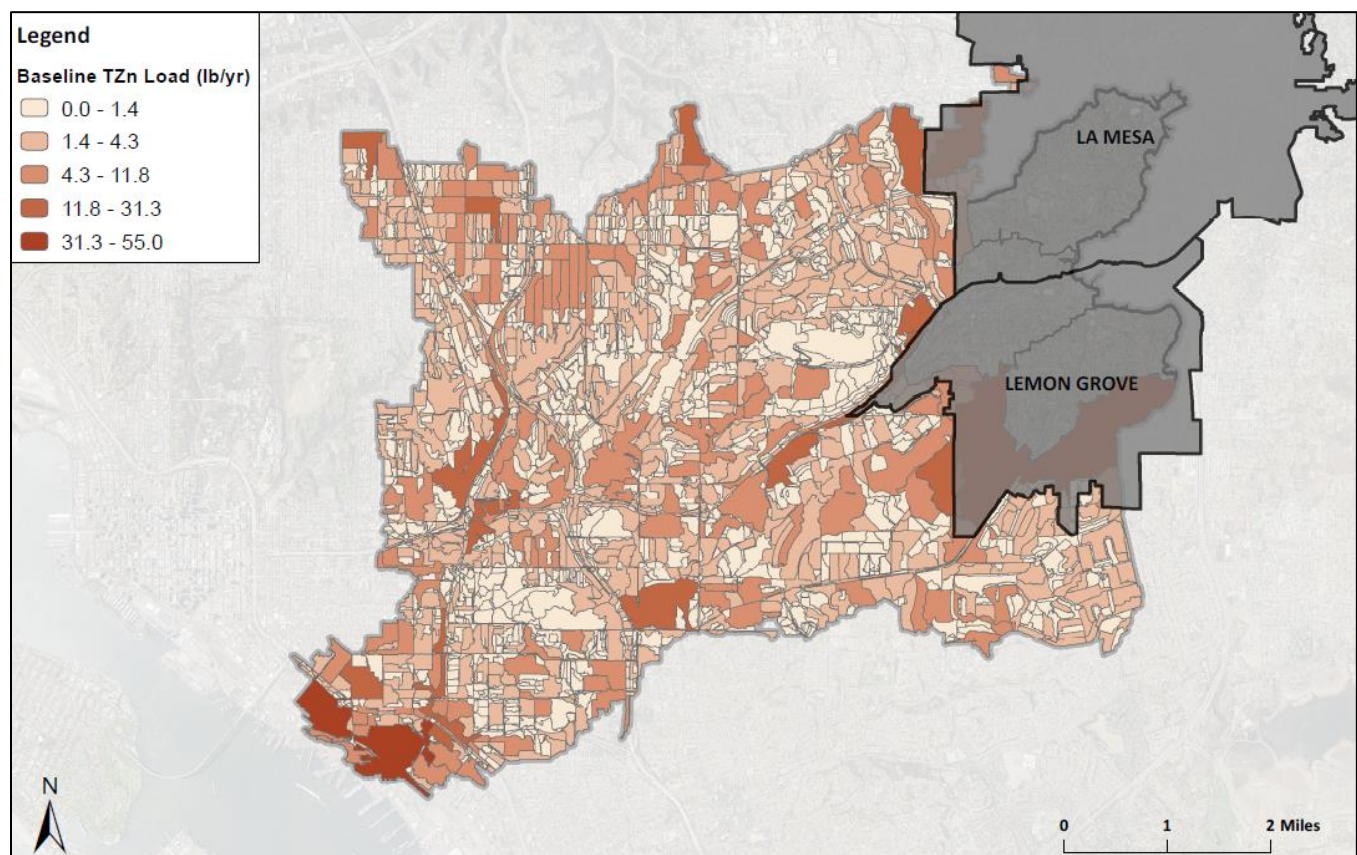 Legend
Baseline TZn Load (lb/yr)
0.0 - 1.4
1.4 - 4.3
4.3 - 11.8
11.8 - 31.3
31.3 - 55.0
LA MESA
LEMON GROVE
N
0 1 2 Miles